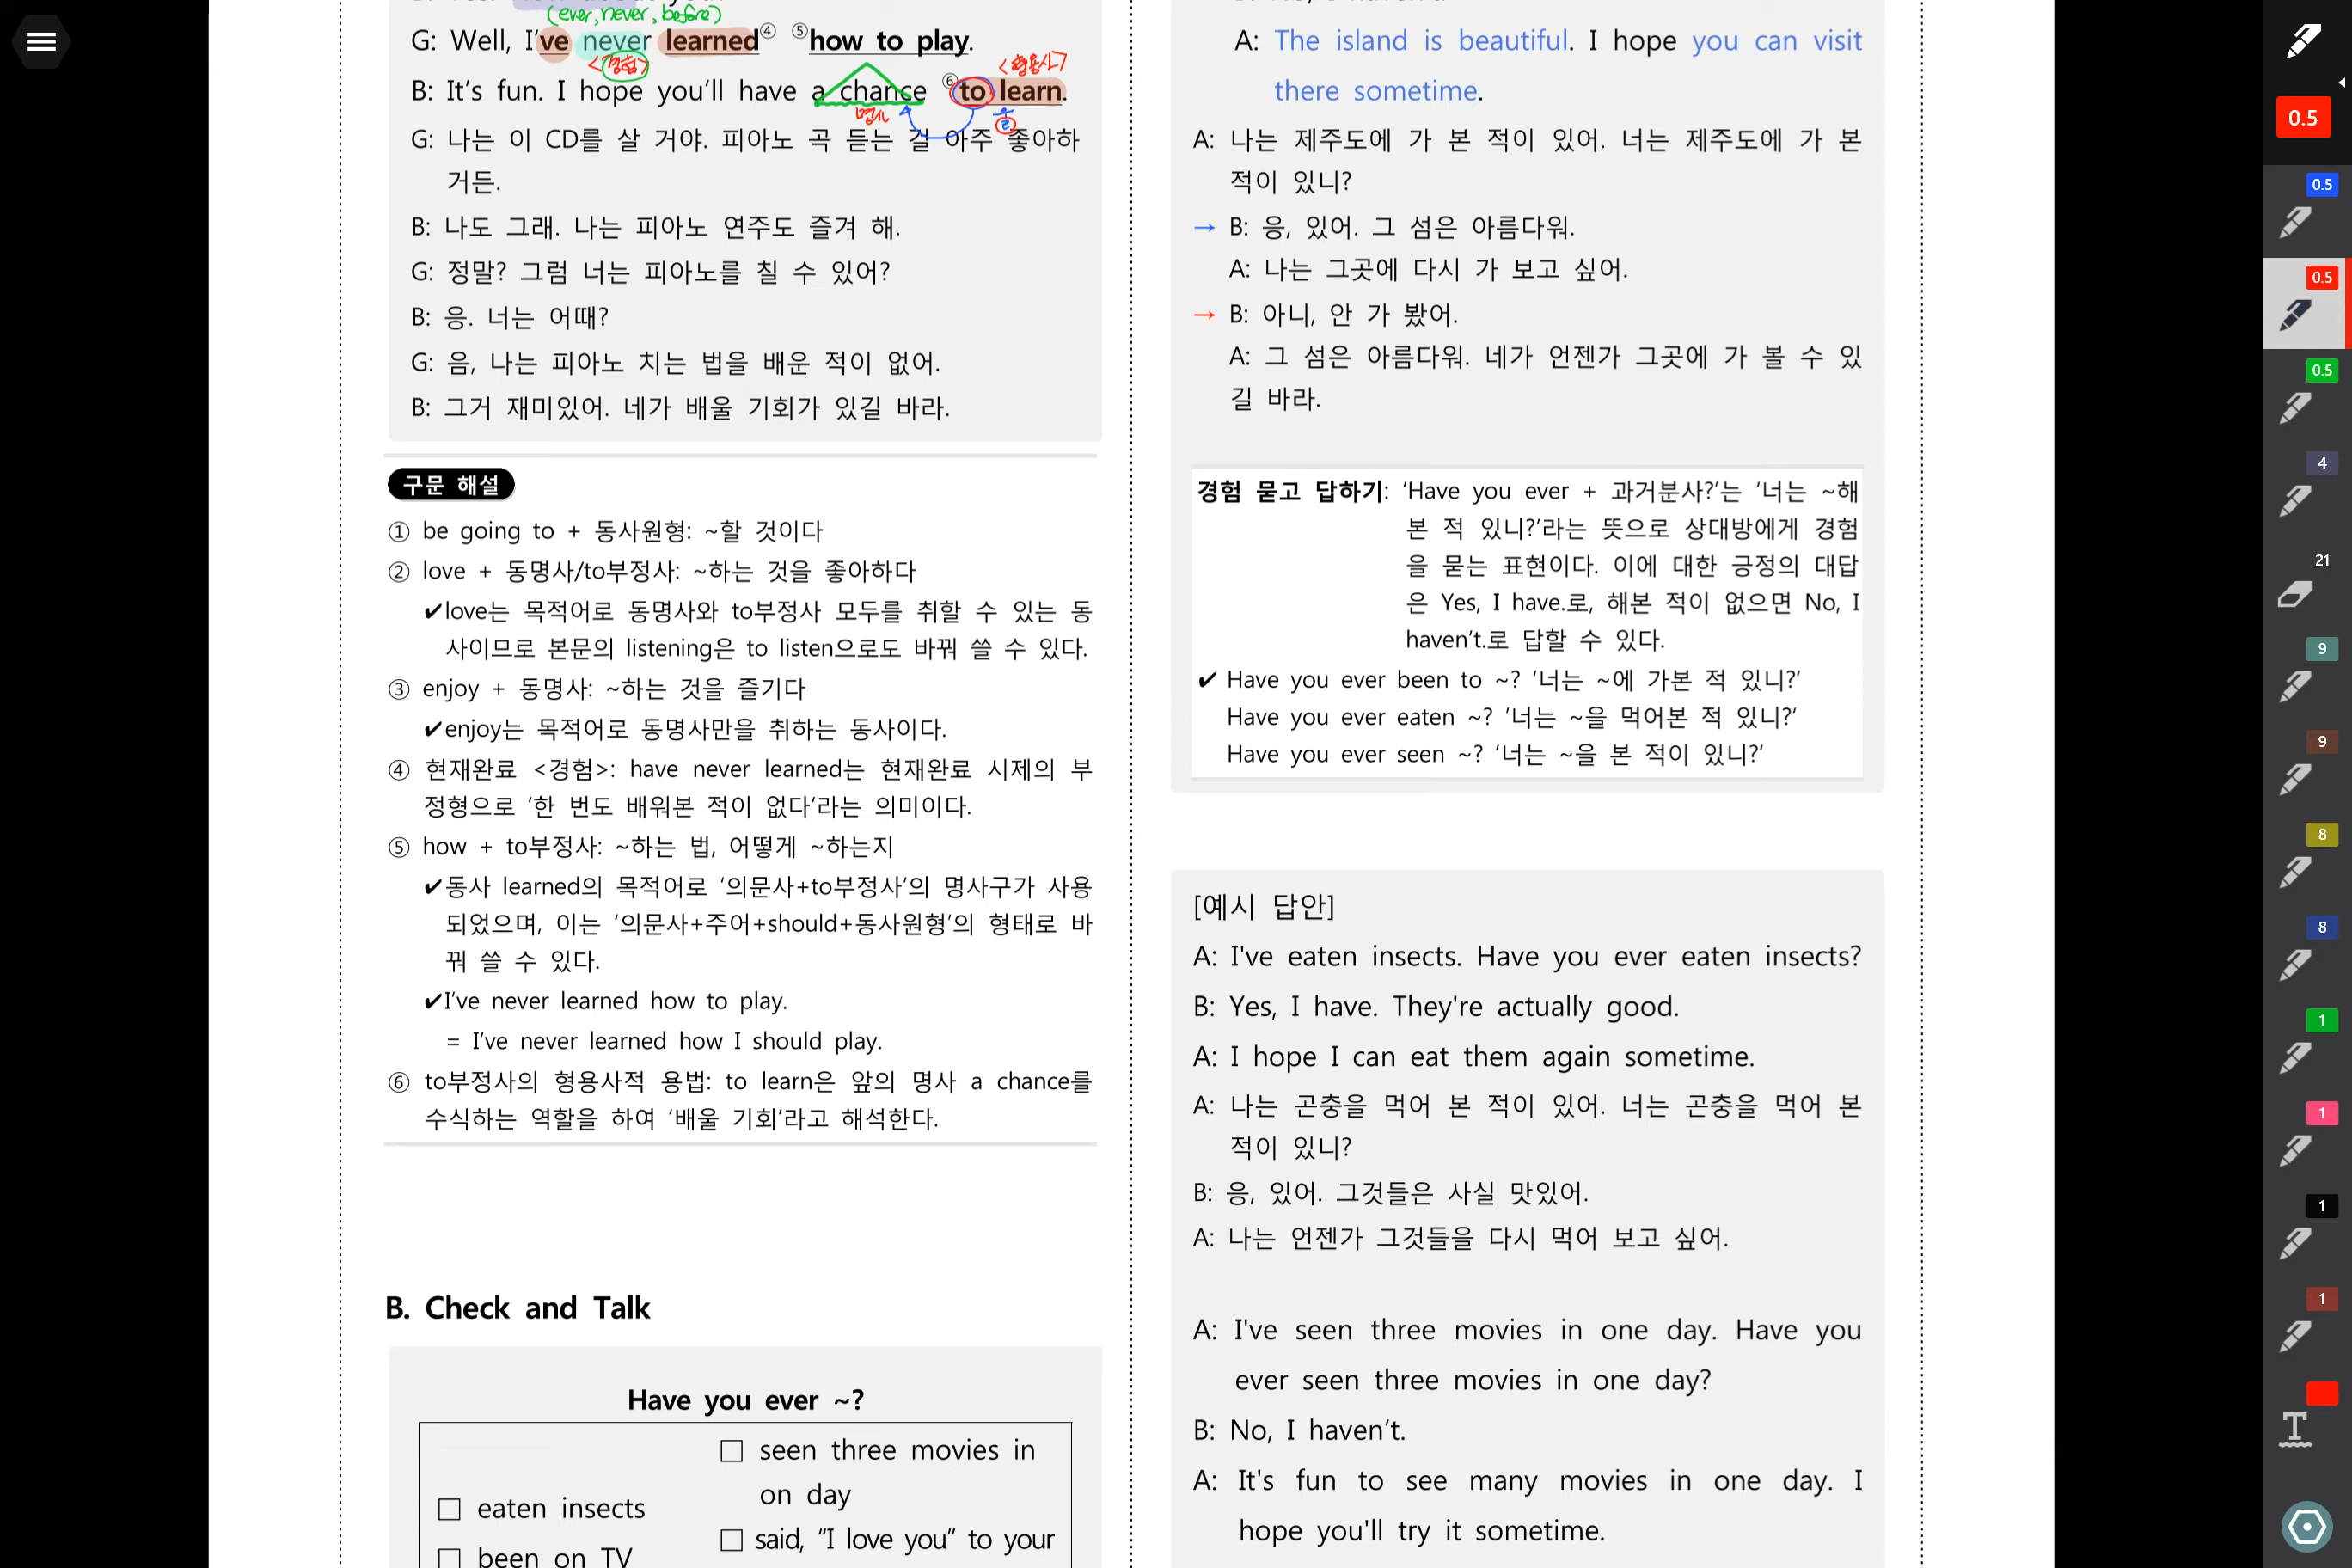 (ever, never, before)
G: Well, I've never learned④ ⑤how to play.
<경험>
<형용사>
B: It's fun. I hope you'll have a chance ⑥to learn.
명사
을
G: 나는 이 CD를 살 거야. 피아노 곡 듣는 걸 아주 좋아하
거든.
B: 나도 그래. 나는 피아노 연주도 즐겨 해.
G: 정말? 그럼 너는 피아노를 칠 수 있어?
B: 응. 너는 어때?
G: 음, 나는 피아노 치는 법을 배운 적이 없어.
B: 그거 재미있어. 네가 배울 기회가 있길 바라.
구문 해설
① be going to + 동사원형: ~할 것이다
② love + 동명사/to부정사: ~하는 것을 좋아하다
✔love는 목적어로 동명사와 to부정사 모두를 취할 수 있는 동
사이므로 본문의 listening은 to listen으로도 바꿔 쓸 수 있다.
③ enjoy + 동명사: ~하는 것을 즐기다
✔enjoy는 목적어로 동명사만을 취하는 동사이다.
④ 현재완료 <경험>: have never learned는 현재완료 시제의 부
정형으로 '한 번도 배워본 적이 없다'라는 의미이다.
⑤ how + to부정사: ~하는 법, 어떻게 ~하는지
✔동사 learned의 목적어로 '의문사+to부정사'의 명사구가 사용
되었으며, 이는 '의문사+주어+should+동사원형'의 형태로 바
꿔 쓸 수 있다.
✔I've never learned how to play.
= I've never learned how I should play.
⑥ to부정사의 형용사적 용법: to learn은 앞의 명사 a chance를
수식하는 역할을 하여 '배울 기회'라고 해석한다.
B. Check and Talk
Have you ever ~?
□ eaten insects
□ been on TV
□ seen three movies in
on day
□ said, “I love you” to your
A: The island is beautiful. I hope you can visit
there sometime.
A: 나는 제주도에 가 본 적이 있어. 너는 제주도에 가 본
적이 있니?
→ B: 응, 있어. 그 섬은 아름다워.
A: 나는 그곳에 다시 가 보고 싶어.
→ B: 아니, 안 가 봤어.
A: 그 섬은 아름다워. 네가 언젠가 그곳에 가 볼 수 있
길 바라.
경험 묻고 답하기: 'Have you ever + 과거분사?'는 '너는 ~해
본 적 있니?'라는 뜻으로 상대방에게 경험
을 묻는 표현이다. 이에 대한 긍정의 대답
은 Yes, I have.로, 해본 적이 없으면 No, I
haven't.로 답할 수 있다.
✔ Have you ever been to ~? '너는 ~에 가본 적 있니?'
Have you ever eaten ~? '너는 ~을 먹어본 적 있니?'
Have you ever seen ~? '너는 ~을 본 적이 있니?'
[예시 답안]
A: I've eaten insects. Have you ever eaten insects?
B: Yes, I have. They're actually good.
A: I hope I can eat them again sometime.
A: 나는 곤충을 먹어 본 적이 있어. 너는 곤충을 먹어 본
적이 있니?
B: 응, 있어. 그것들은 사실 맛있어.
A: 나는 언젠가 그것들을 다시 먹어 보고 싶어.
A: I've seen three movies in one day. Have you
ever seen three movies in one day?
B: No, I haven't.
A: It's fun to see many movies in one day. I
hope you'll try it sometime.
0.5
0.5
0.5
0.5
4
21
9
9
8
8
1
1
1
1
T